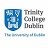 Trinity
College
Dublin
The University of Dublin